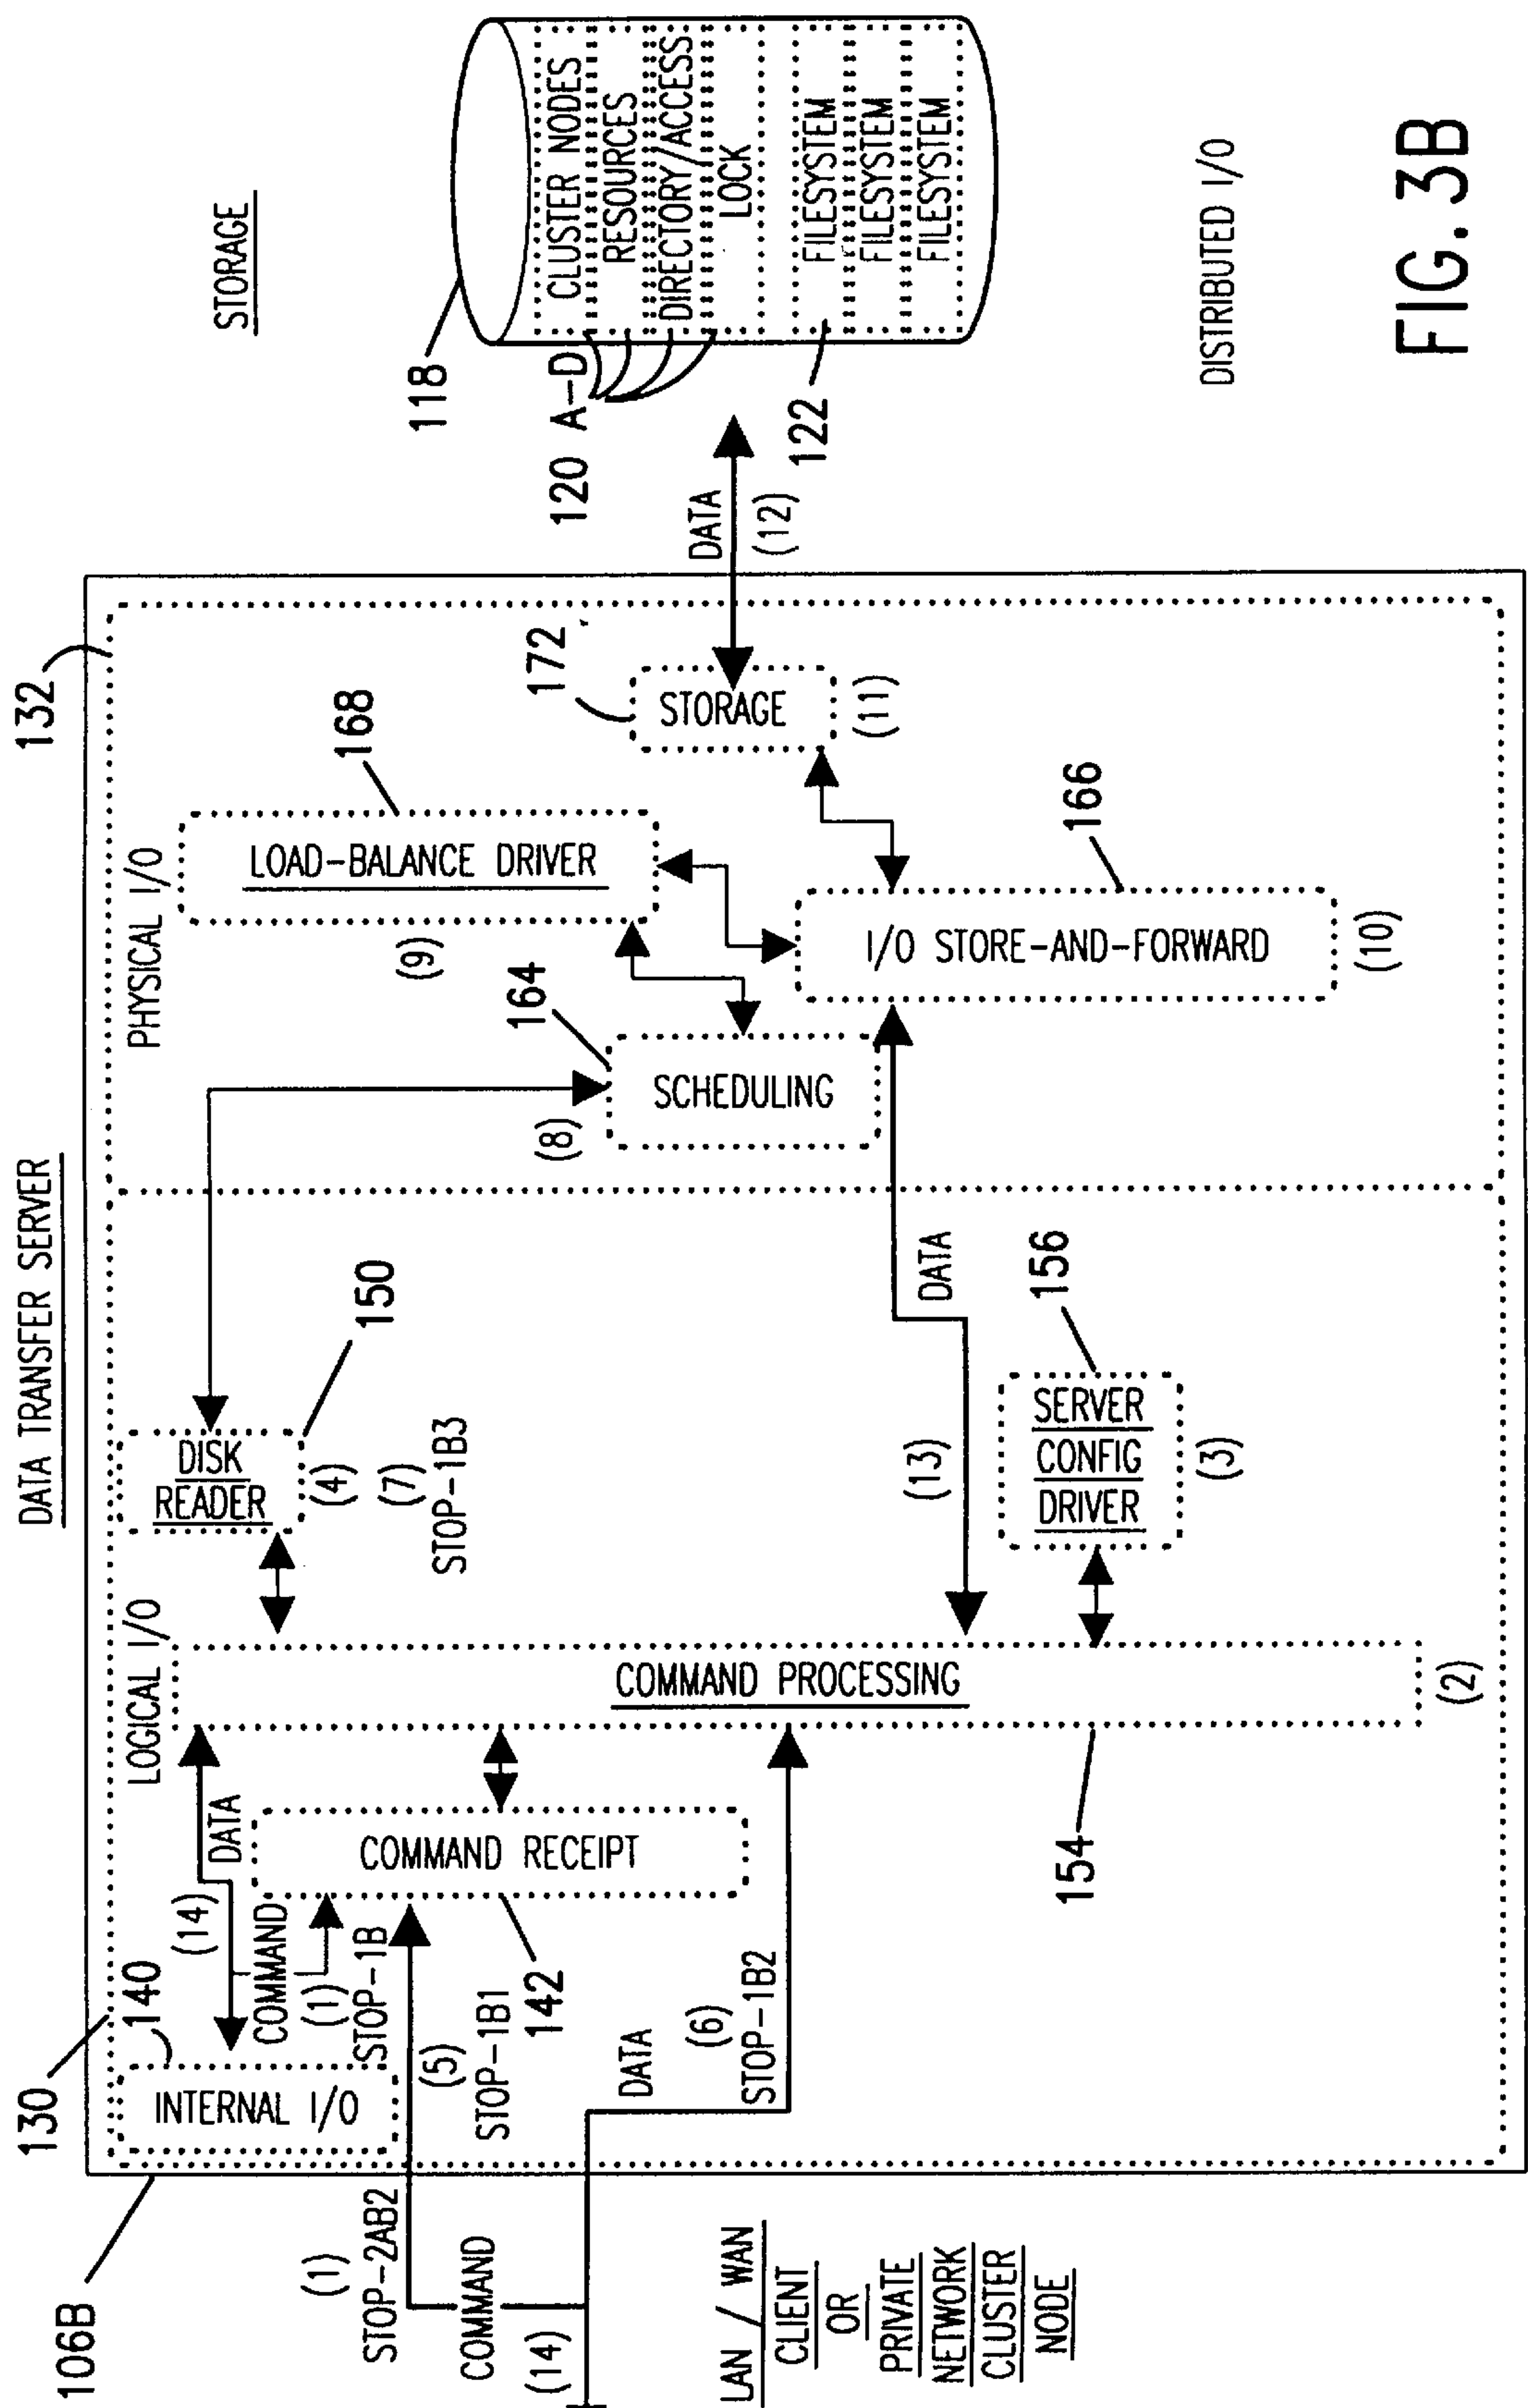 DATA TRANSFER SERVER
STORAGE
106B
130
132
LOGICAL I/O
PHYSICAL I/O
140
INTERNAL I/O
(14)
DATA
COMMAND
(1)
STOP-1B
COMMAND RECEIPT
142
(1)
STOP-2AB2
(5)
STOP-1B1
COMMAND
(14)
DATA
(6)
STOP-1B2
LAN / WAN
CLIENT
OR
PRIVATE
NETWORK
CLUSTER
NODE
COMMAND PROCESSING
(2)
154
DISK
READER
150
(4)
(7)
STOP-1B3
(13)
DATA
SERVER
CONFIG
DRIVER
156
(3)
SCHEDULING
164
(8)
LOAD-BALANCE DRIVER
168
(9)
I/O STORE-AND-FORWARD
166
(10)
STORAGE
172
(11)
DATA
(12)
118
120 A-D
122
CLUSTER NODES
RESOURCES
DIRECTORY/ACCESS
LOCK
FILESYSTEM
FILESYSTEM
FILESYSTEM
DISTRIBUTED I/O
FIG. 3B